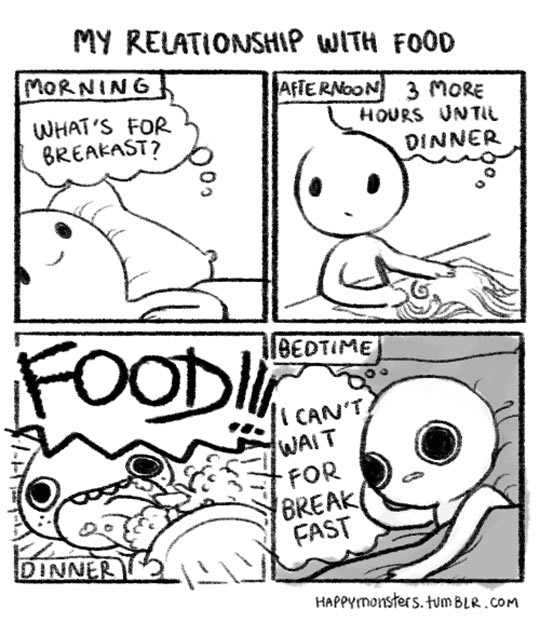 MY RELATIONSHIP WITH FOOD
MORNING
WHAT'S FOR
BREAKAST?
AFTERNOON
3 MORE
HOURS UNTIL
DINNER
FOOD!!!
DINNER
BEDTIME
I CAN'T
WAIT
FOR
BREAK
FAST
HAPPYmonsters.tumBLR.COM